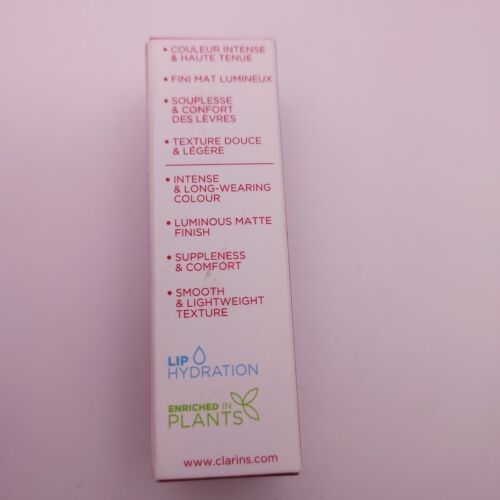 • COULEUR INTENSE
& HAUTE TENUE
• FINI MAT LUMINEUX
• SOUPLESSE
& CONFORT
DES LÈVRES
• TEXTURE DOUCE
& LÉGÈRE
• INTENSE
& LONG-WEARING
COLOUR
• LUMINOUS MATTE
FINISH
• SUPPLENESS
& COMFORT
• SMOOTH
& LIGHTWEIGHT
TEXTURE
LIP
HYDRATION
ENRICHED IN
PLANTS
www.clarins.com